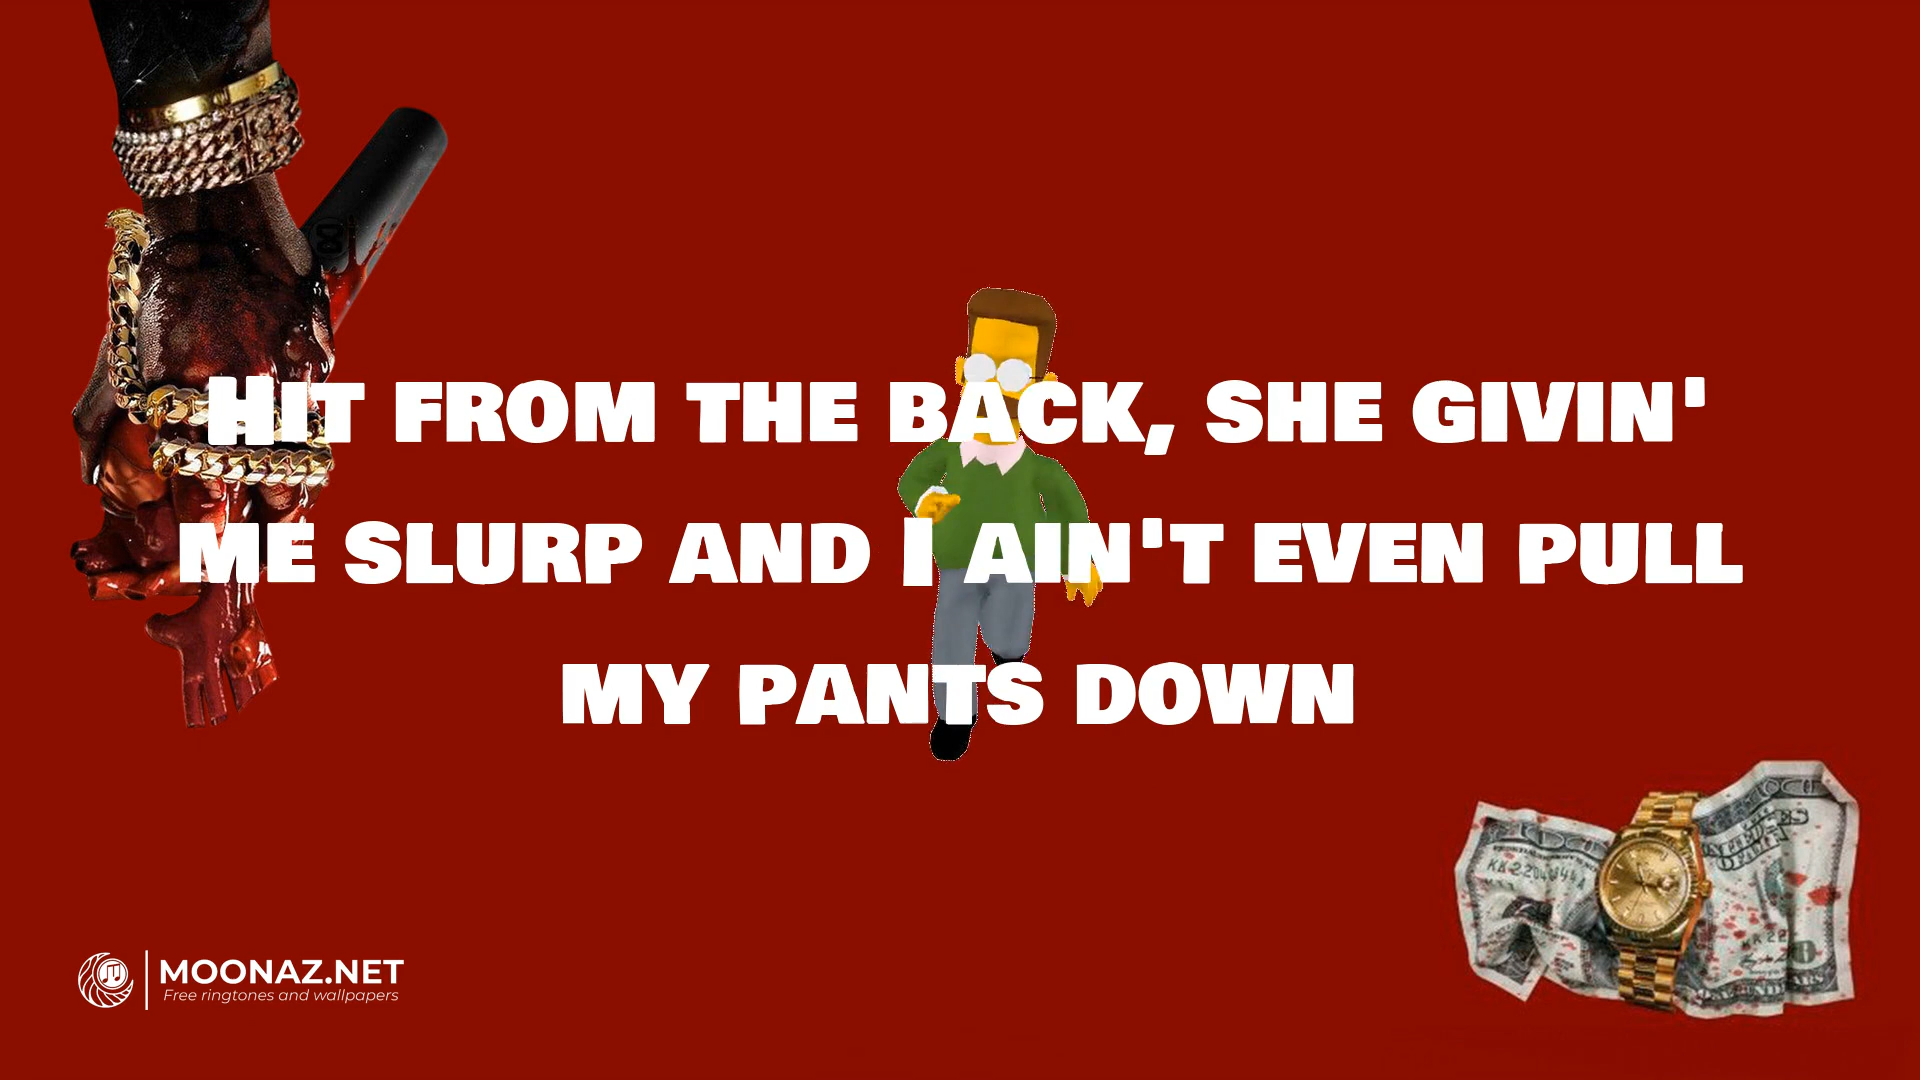 Hit from the back, she givin'
me slurp and I ain't even pull
my pants down
MOONAZ.NET
Free ringtones and wallpapers